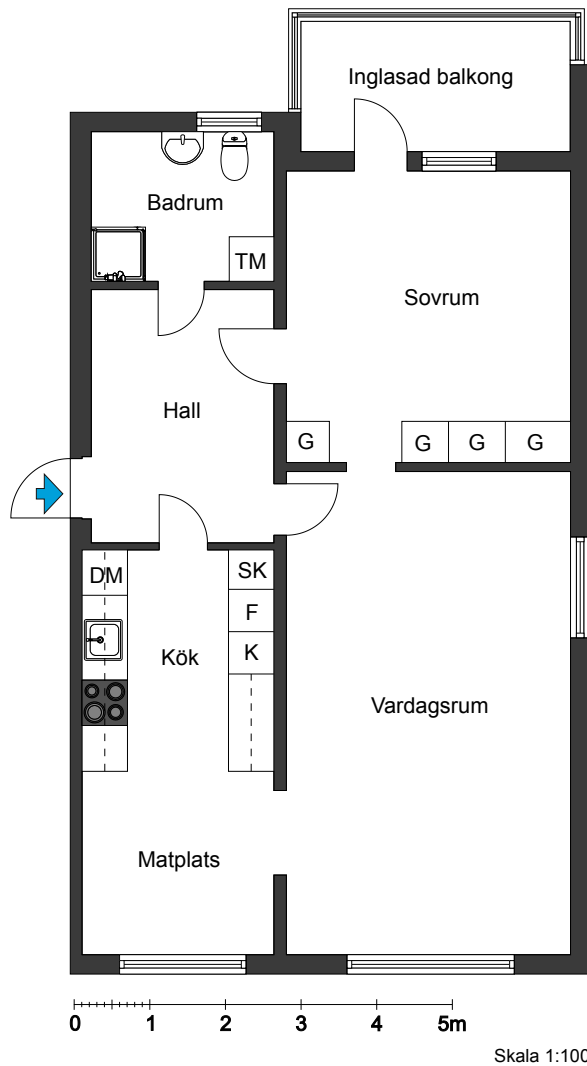 Inglasad balkong
Badrum
TM
Sovrum
Hall
G
G
G
G
DM
SK
F
K
Kök
Vardagsrum
Matplats
0 1 2 3 4 5m
Skala 1:100